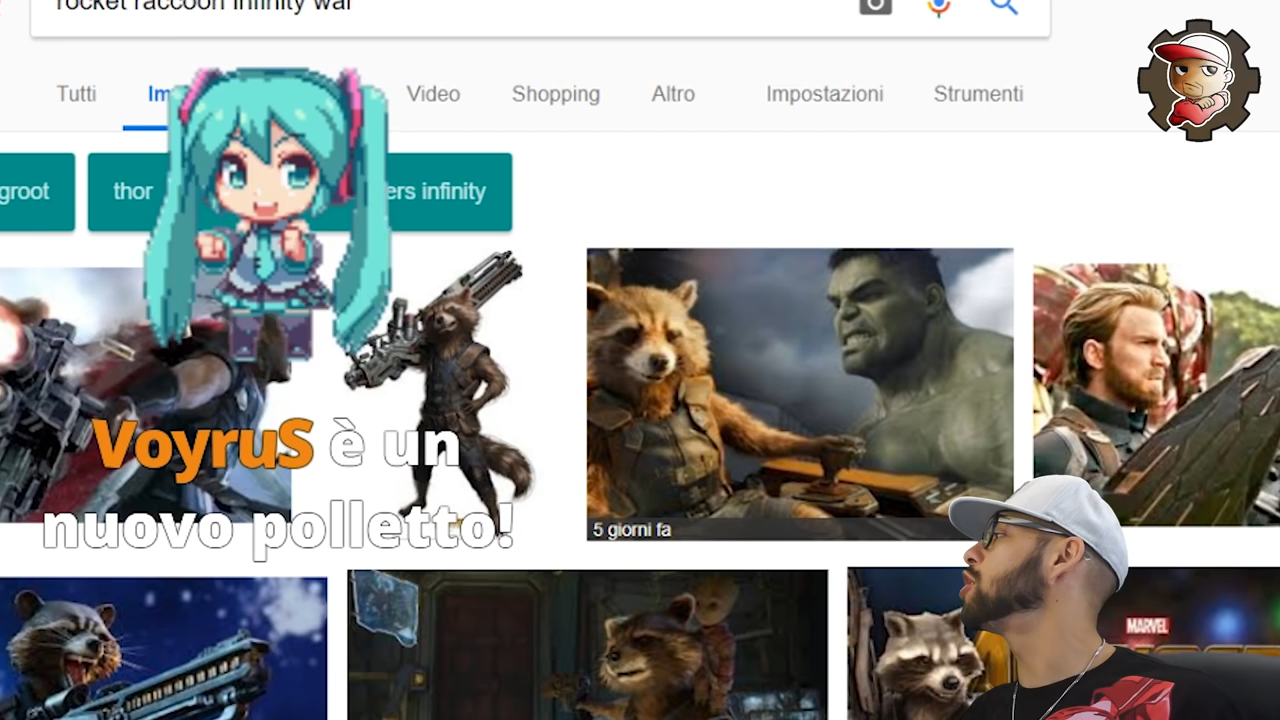 rocket raccoon infinity war
Tutti
Im
Video
Shopping
Altro
Impostazioni
Strumenti
groot
thor
ers infinity
VoyruS è un
nuovo polletto!
5 giorni fa
MARVEL